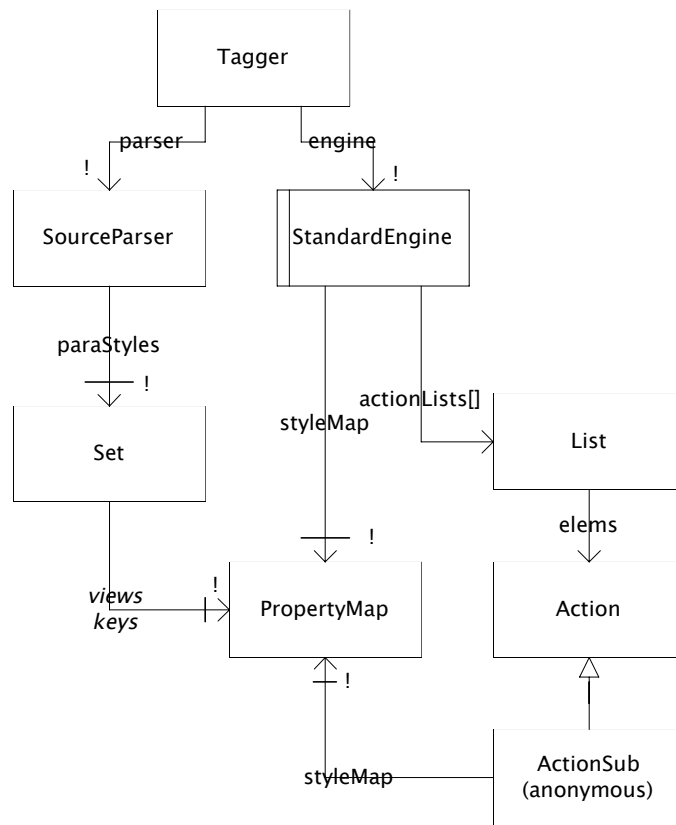 Tagger
parser
engine
!
!
SourceParser
StandardEngine
paraStyles
!
actionLists[]
styleMap
Set
List
elems
!
views
keys
!
PropertyMap
Action
!
styleMap
ActionSub
(anonymous)